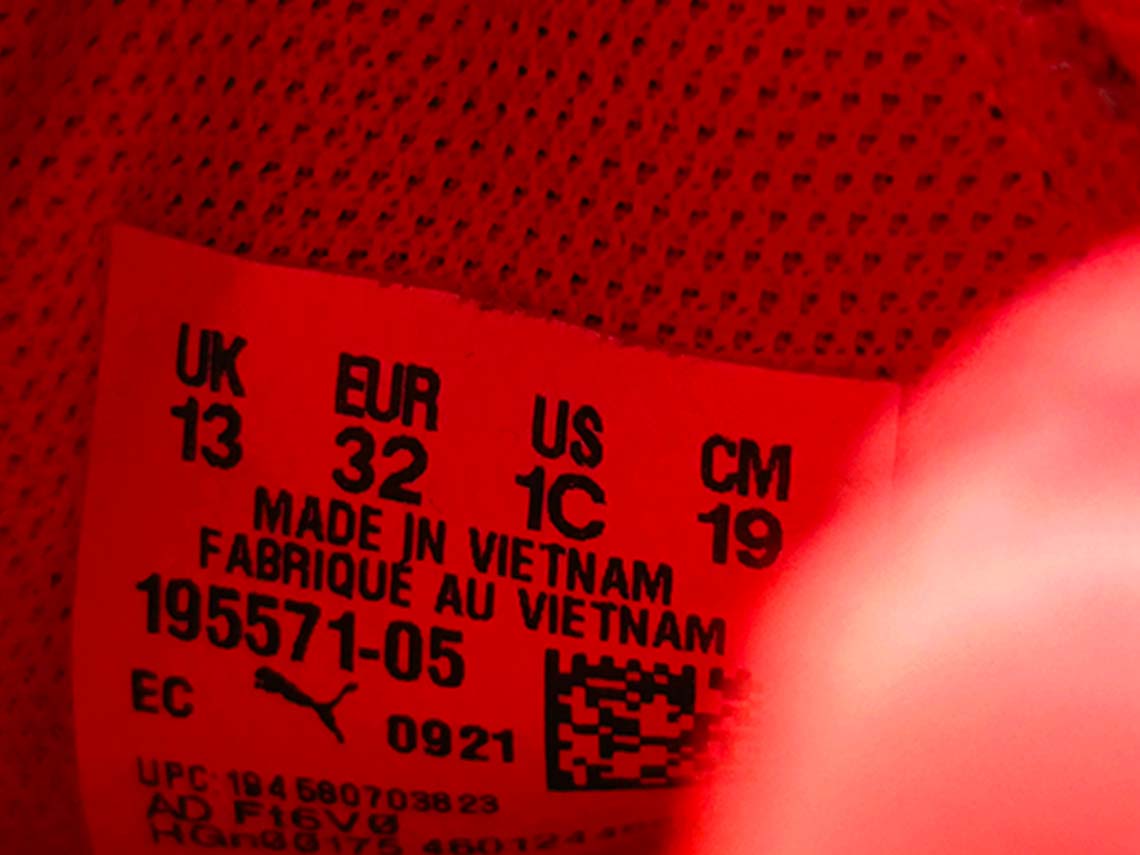 UK EUR US CM
13 32 1C 19
MADE IN VIETNAM
FABRIQUÉ AU VIETNAM
195571-05
EC 0921
UPC: 194580703823
AD F16V0